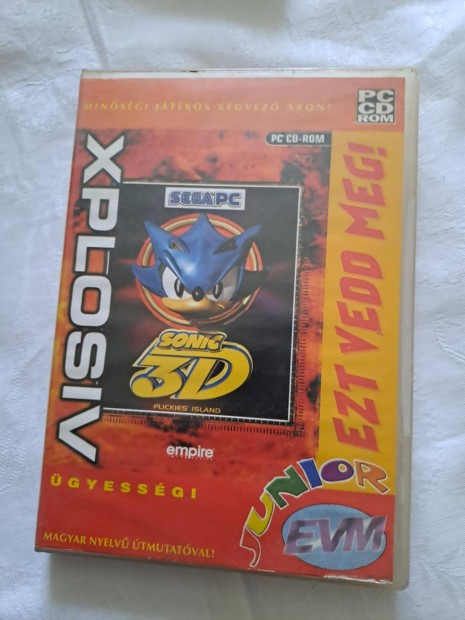 MINŐSÉGI JÁTÉKOK KEDVEZŐ ÁRON!
PC
CD
ROM
PC CD-ROM
XPLOSIV
SEGA PC
SONIC
3D
FLICKIES' ISLAND
empire
EZT VEDD MEG!
ÜGYESSÉGI
JUNIOR
EVM
MAGYAR NYELVŰ ÚTMUTATÓVAL!